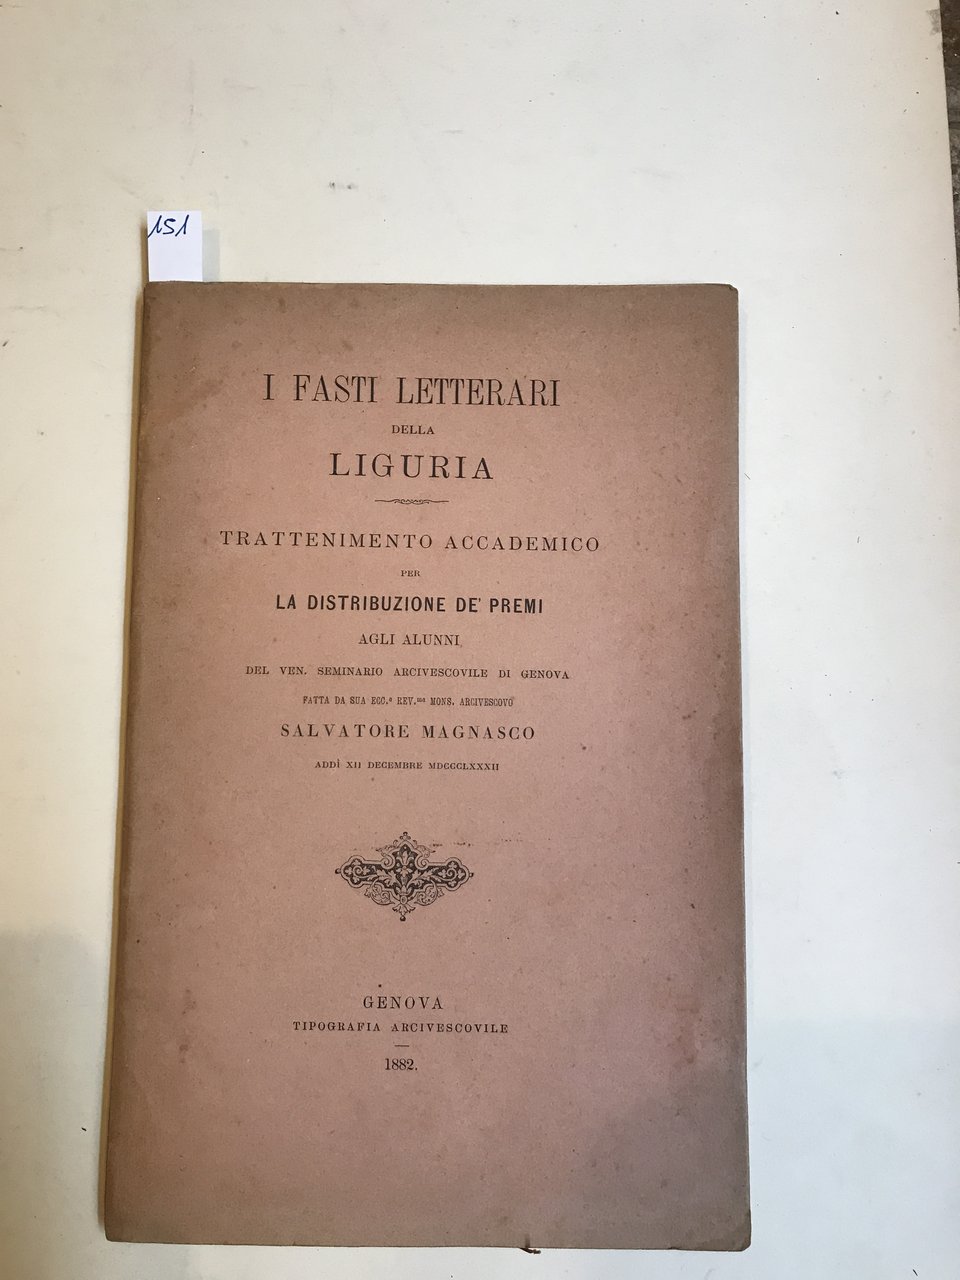 151
I FASTI LETTERARI
DELLA
LIGURIA
TRATTENIMENTO ACCADEMICO
PER
LA DISTRIBUZIONE DE' PREMI
AGLI ALUNNI
DEL VEN. SEMINARIO ARCIVESCOVILE DI GENOVA
FATTA DA SUA ECC.ª REV.ma MONS. ARCIVESCOVO
SALVATORE MAGNASCO
ADDÌ XII DECEMBRE MDCCCLXXXII
GENOVA
TIPOGRAFIA ARCIVESCOVILE
1882.